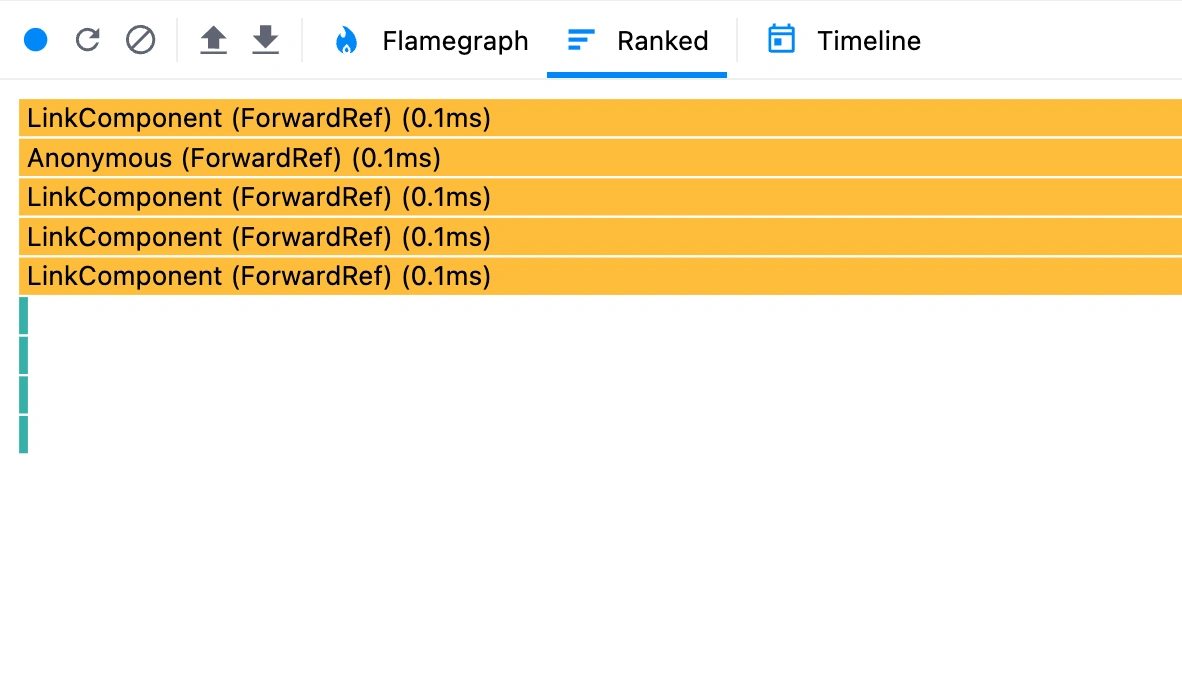 Flamegraph Ranked Timeline
LinkComponent (ForwardRef) (0.1ms)
Anonymous (ForwardRef) (0.1ms)
LinkComponent (ForwardRef) (0.1ms)
LinkComponent (ForwardRef) (0.1ms)
LinkComponent (ForwardRef) (0.1ms)